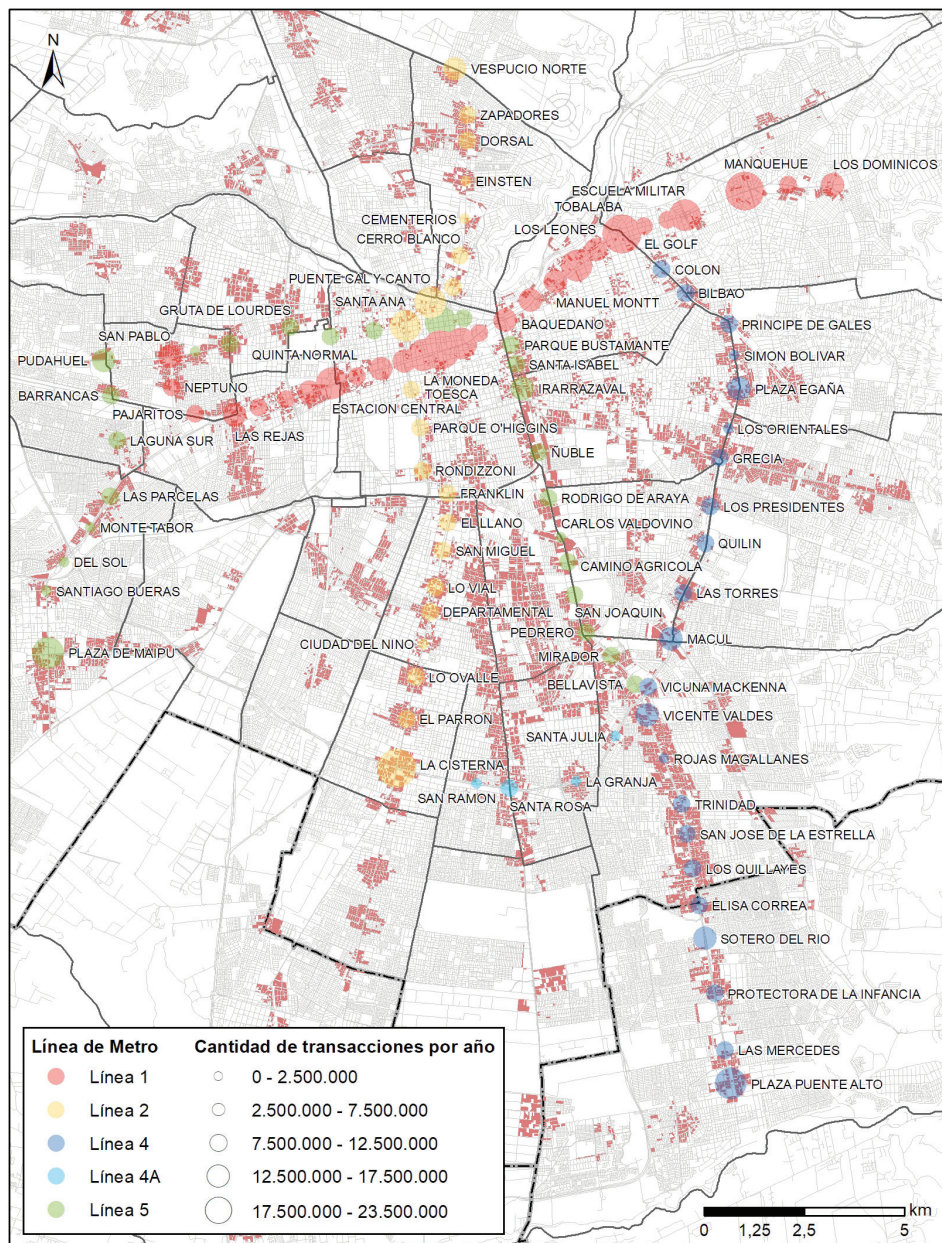 N
VESPUCIO NORTE
ZAPADORES
DORSAL
EINSTEN
MANQUEHUE
LOS DOMINICOS
ESCUELA MILITAR
TOBALABA
CEMENTERIOS
LOS LEONES
CERRO BLANCO
EL GOLF
COLON
PUENTE CAL Y CANTO
BILBAO
SANTA ANA
MANUEL MONTT
GRUTA DE LOURDES
BAQUEDANO
PRINCIPE DE GALES
SAN PABLO
PARQUE BUSTAMANTE
QUINTA NORMAL
SIMON BOLIVAR
PUDAHUEL
SANTA ISABEL
NEPTUNO
LA MONEDA
PLAZA EGAÑA
IRARRAZAVAL
BARRANCAS
TOESCA
PAJARITOS
ESTACION CENTRAL
PARQUE O'HIGGINS
LOS ORIENTALES
LAS REJAS
LAGUNA SUR
ÑUBLE
GRECIA
RONDIZZONI
FRANKLIN
LAS PARCELAS
RODRIGO DE ARAYA
LOS PRESIDENTES
EL LLANO
CARLOS VALDOVINO
MONTE TABOR
QUILIN
SAN MIGUEL
DEL SOL
CAMINO AGRICOLA
SANTIAGO BUERAS
LO VIAL
LAS TORRES
DEPARTAMENTAL
SAN JOAQUIN
PEDRERO
MACUL
CIUDAD DEL NINO
PLAZA DE MAIPU
MIRADOR
LO OVALLE
BELLAVISTA
VICUNA MACKENNA
EL PARRON
VICENTE VALDES
SANTA JULIA
ROJAS MAGALLANES
LA CISTERNA
LA GRANJA
SAN RAMON
SANTA ROSA
TRINIDAD
SAN JOSE DE LA ESTRELLA
LOS QUILLAYES
ELISA CORREA
SOTERO DEL RIO
PROTECTORA DE LA INFANCIA
LAS MERCEDES
PLAZA PUENTE ALTO
Línea de Metro
Cantidad de transacciones por año
Línea 1
0 - 2.500.000
Línea 2
2.500.000 - 7.500.000
Línea 4
7.500.000 - 12.500.000
Línea 4A
12.500.000 - 17.500.000
Línea 5
17.500.000 - 23.500.000
km
0 1,25 2,5 5